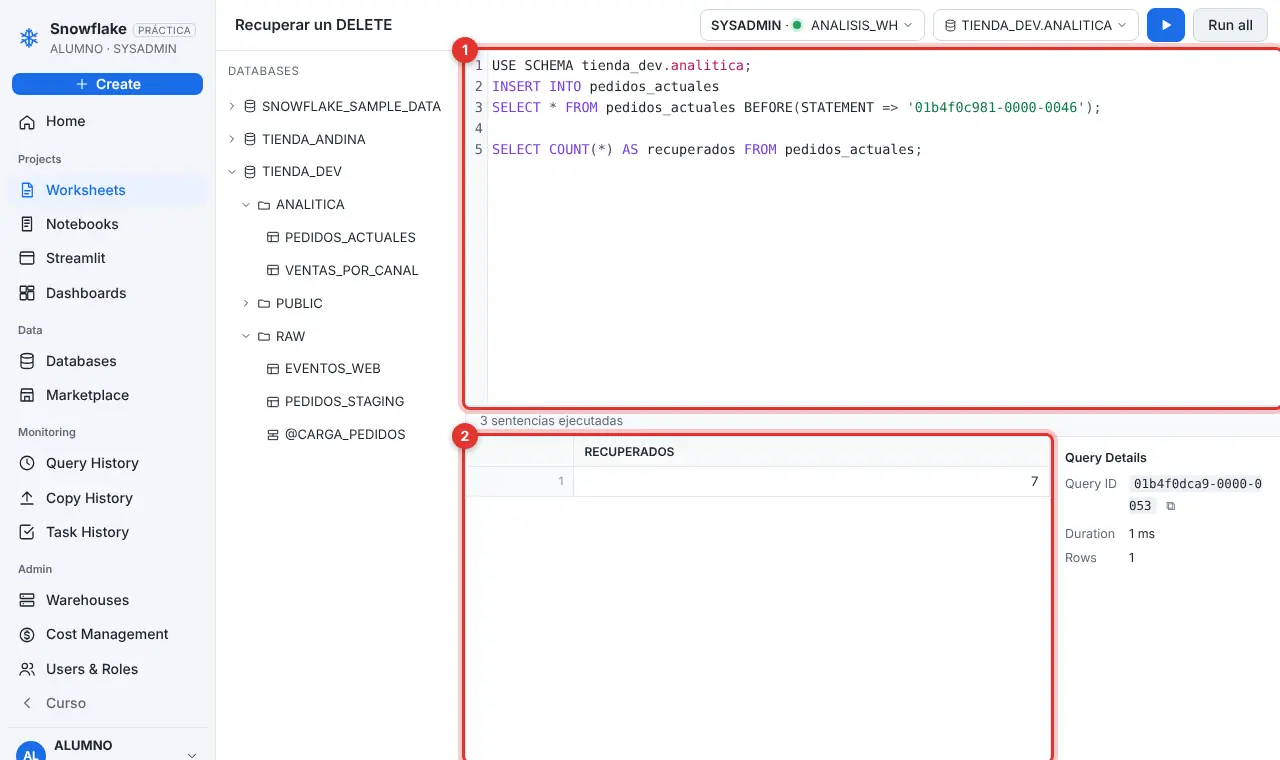 Snowflake PRÁCTICA
ALUMNO · SYSADMIN
+ Create
Home
Projects
Worksheets
Notebooks
Streamlit
Dashboards
Data
Databases
Marketplace
Monitoring
Query History
Copy History
Task History
Admin
Warehouses
Cost Management
Users & Roles
Curso
AL ALUMNO
Recuperar un DELETE
SYSADMIN · ANALISIS_WH
TIENDA_DEV.ANALITICA
Run all
DATABASES
SNOWFLAKE_SAMPLE_DATA
TIENDA_ANDINA
TIENDA_DEV
ANALITICA
PEDIDOS_ACTUALES
VENTAS_POR_CANAL
PUBLIC
RAW
EVENTOS_WEB
PEDIDOS_STAGING
@CARGA_PEDIDOS
1
1 USE SCHEMA tienda_dev.analitica;
2 INSERT INTO pedidos_actuales
3 SELECT * FROM pedidos_actuales BEFORE(STATEMENT => '01b4f0c981-0000-0046');
4
5 SELECT COUNT(*) AS recuperados FROM pedidos_actuales;
3 sentencias ejecutadas
2
RECUPERADOS
1 7
Query Details
Query ID 01b4f0dca9-0000-0
053
Duration 1 ms
Rows 1